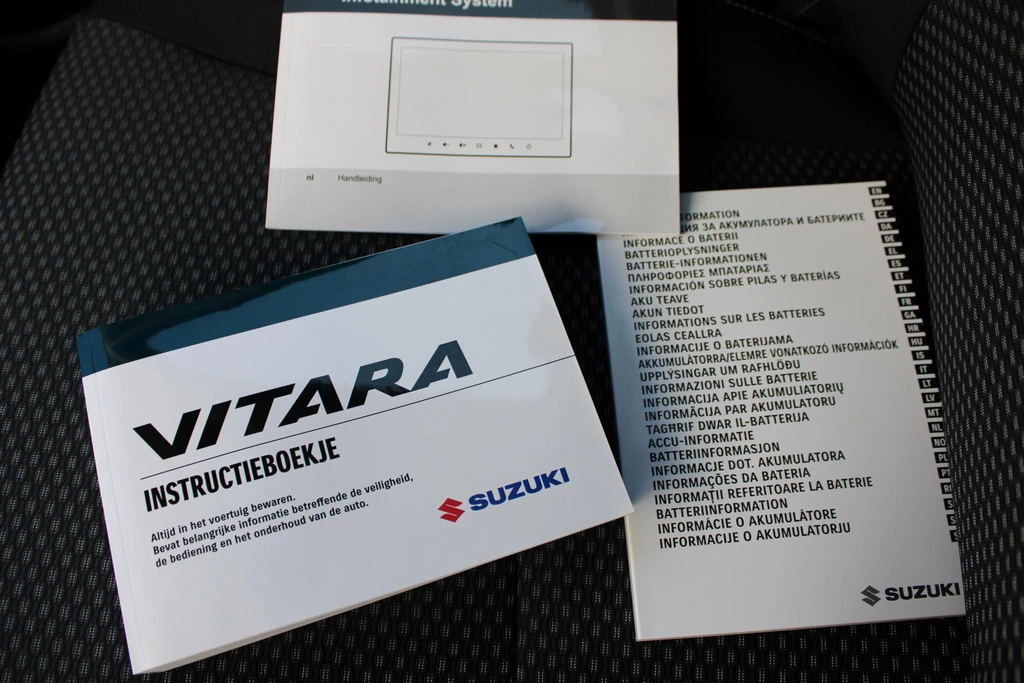 Infotainment System
nl Handleiding
VITARA
INSTRUCTIEBOEKJE
Altijd in het voertuig bewaren.
Bevat belangrijke informatie betreffende de veiligheid,
de bediening en het onderhoud van de auto.
SUZUKI
FORMATION
ИЯ ЗА АКУМУЛАТОРА И БАТЕРИИТЕ
INFORMACE O BATERII
BATTERIOPLYSNINGER
BATTERIE-INFORMATIONEN
ΠΛΗΡΟΦΟΡΙΕΣ ΜΠΑΤΑΡΙΑΣ
INFORMACIÓN SOBRE PILAS Y BATERÍAS
AKU TEAVE
AKUN TIEDOT
INFORMATIONS SUR LES BATTERIES
EOLAS CEALLRA
INFORMACIJE O BATERIJAMA
AKKUMULÁTORRA/ELEMRE VONATKOZÓ INFORMÁCIÓK
UPPLÝSINGAR UM RAFHLÖÐU
INFORMAZIONI SULLE BATTERIE
INFORMACIJA APIE AKUMULIATORIŲ
INFORMĀCIJA PAR AKUMULATORU
TAGĦRIF DWAR IL-BATTERIJA
ACCU-INFORMATIE
BATTERIINFORMASJON
INFORMACJE DOT. AKUMULATORA
INFORMAÇÕES DA BATERIA
INFORMAȚII REFERITOARE LA BATERIE
BATTERIINFORMATION
INFORMÁCIE O AKUMULÁTORE
INFORMACIJE O AKUMULATORJU
EN
BG
CZ
DA
DE
EL
ES
ET
FI
FR
GA
HR
HU
IS
IT
LT
LV
MT
NL
NO
PL
PT
RO
SUZUKI